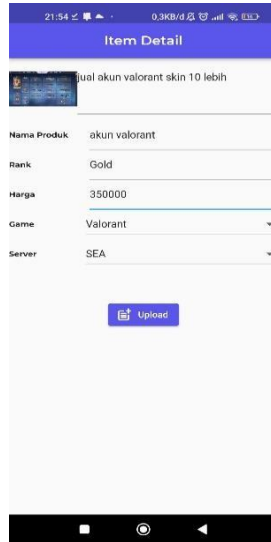 21:54
0,3KB/d
Item Detail
jual akun valorant skin 10 lebih
Nama Produk
akun valorant
Rank
Gold
Harga
350000
Game
Valorant
Server
SEA
Upload